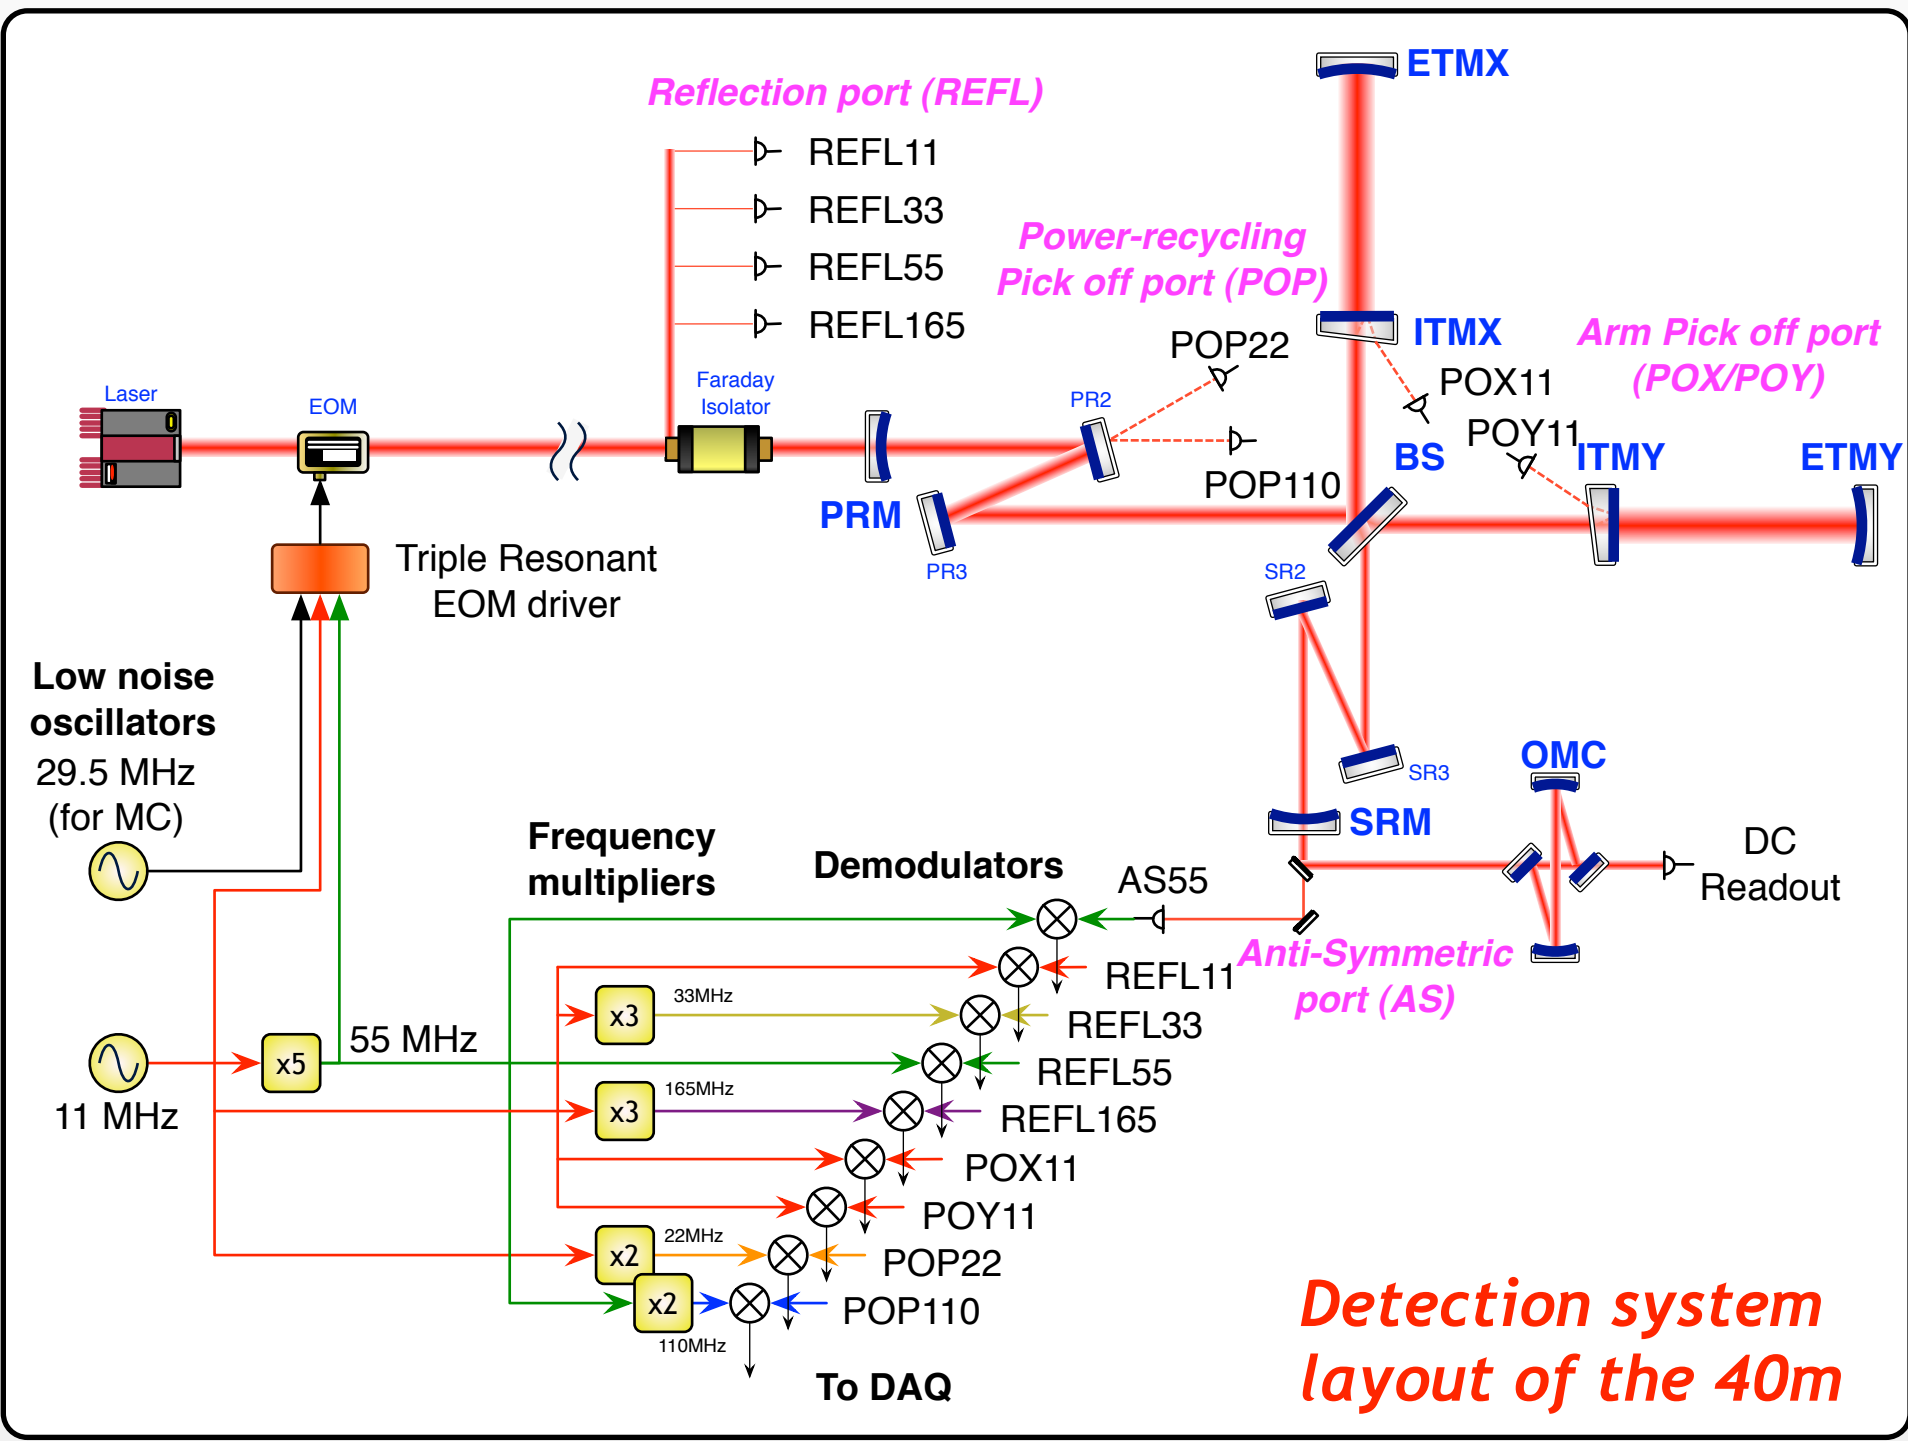 ETMX
Reflection port (REFL)
REFL11
REFL33
REFL55
REFL165
Power-recycling
Pick off port (POP)
POP22
ITMX
Arm Pick off port
(POX/POY)
POX11
POY11
Laser
EOM
Faraday
Isolator
PR2
BS
ITMY
ETMY
POP110
PRM
PR3
SR2
Triple Resonant
EOM driver
Low noise
oscillators
29.5 MHz
(for MC)
SR3
OMC
SRM
DC
Readout
Frequency
multipliers
Demodulators
AS55
Anti-Symmetric
port (AS)
REFL11
x3
33MHz
REFL33
11 MHz
x5
55 MHz
REFL55
x3
165MHz
REFL165
POX11
POY11
x2
22MHz
POP22
x2
110MHz
POP110
To DAQ
Detection system
layout of the 40m